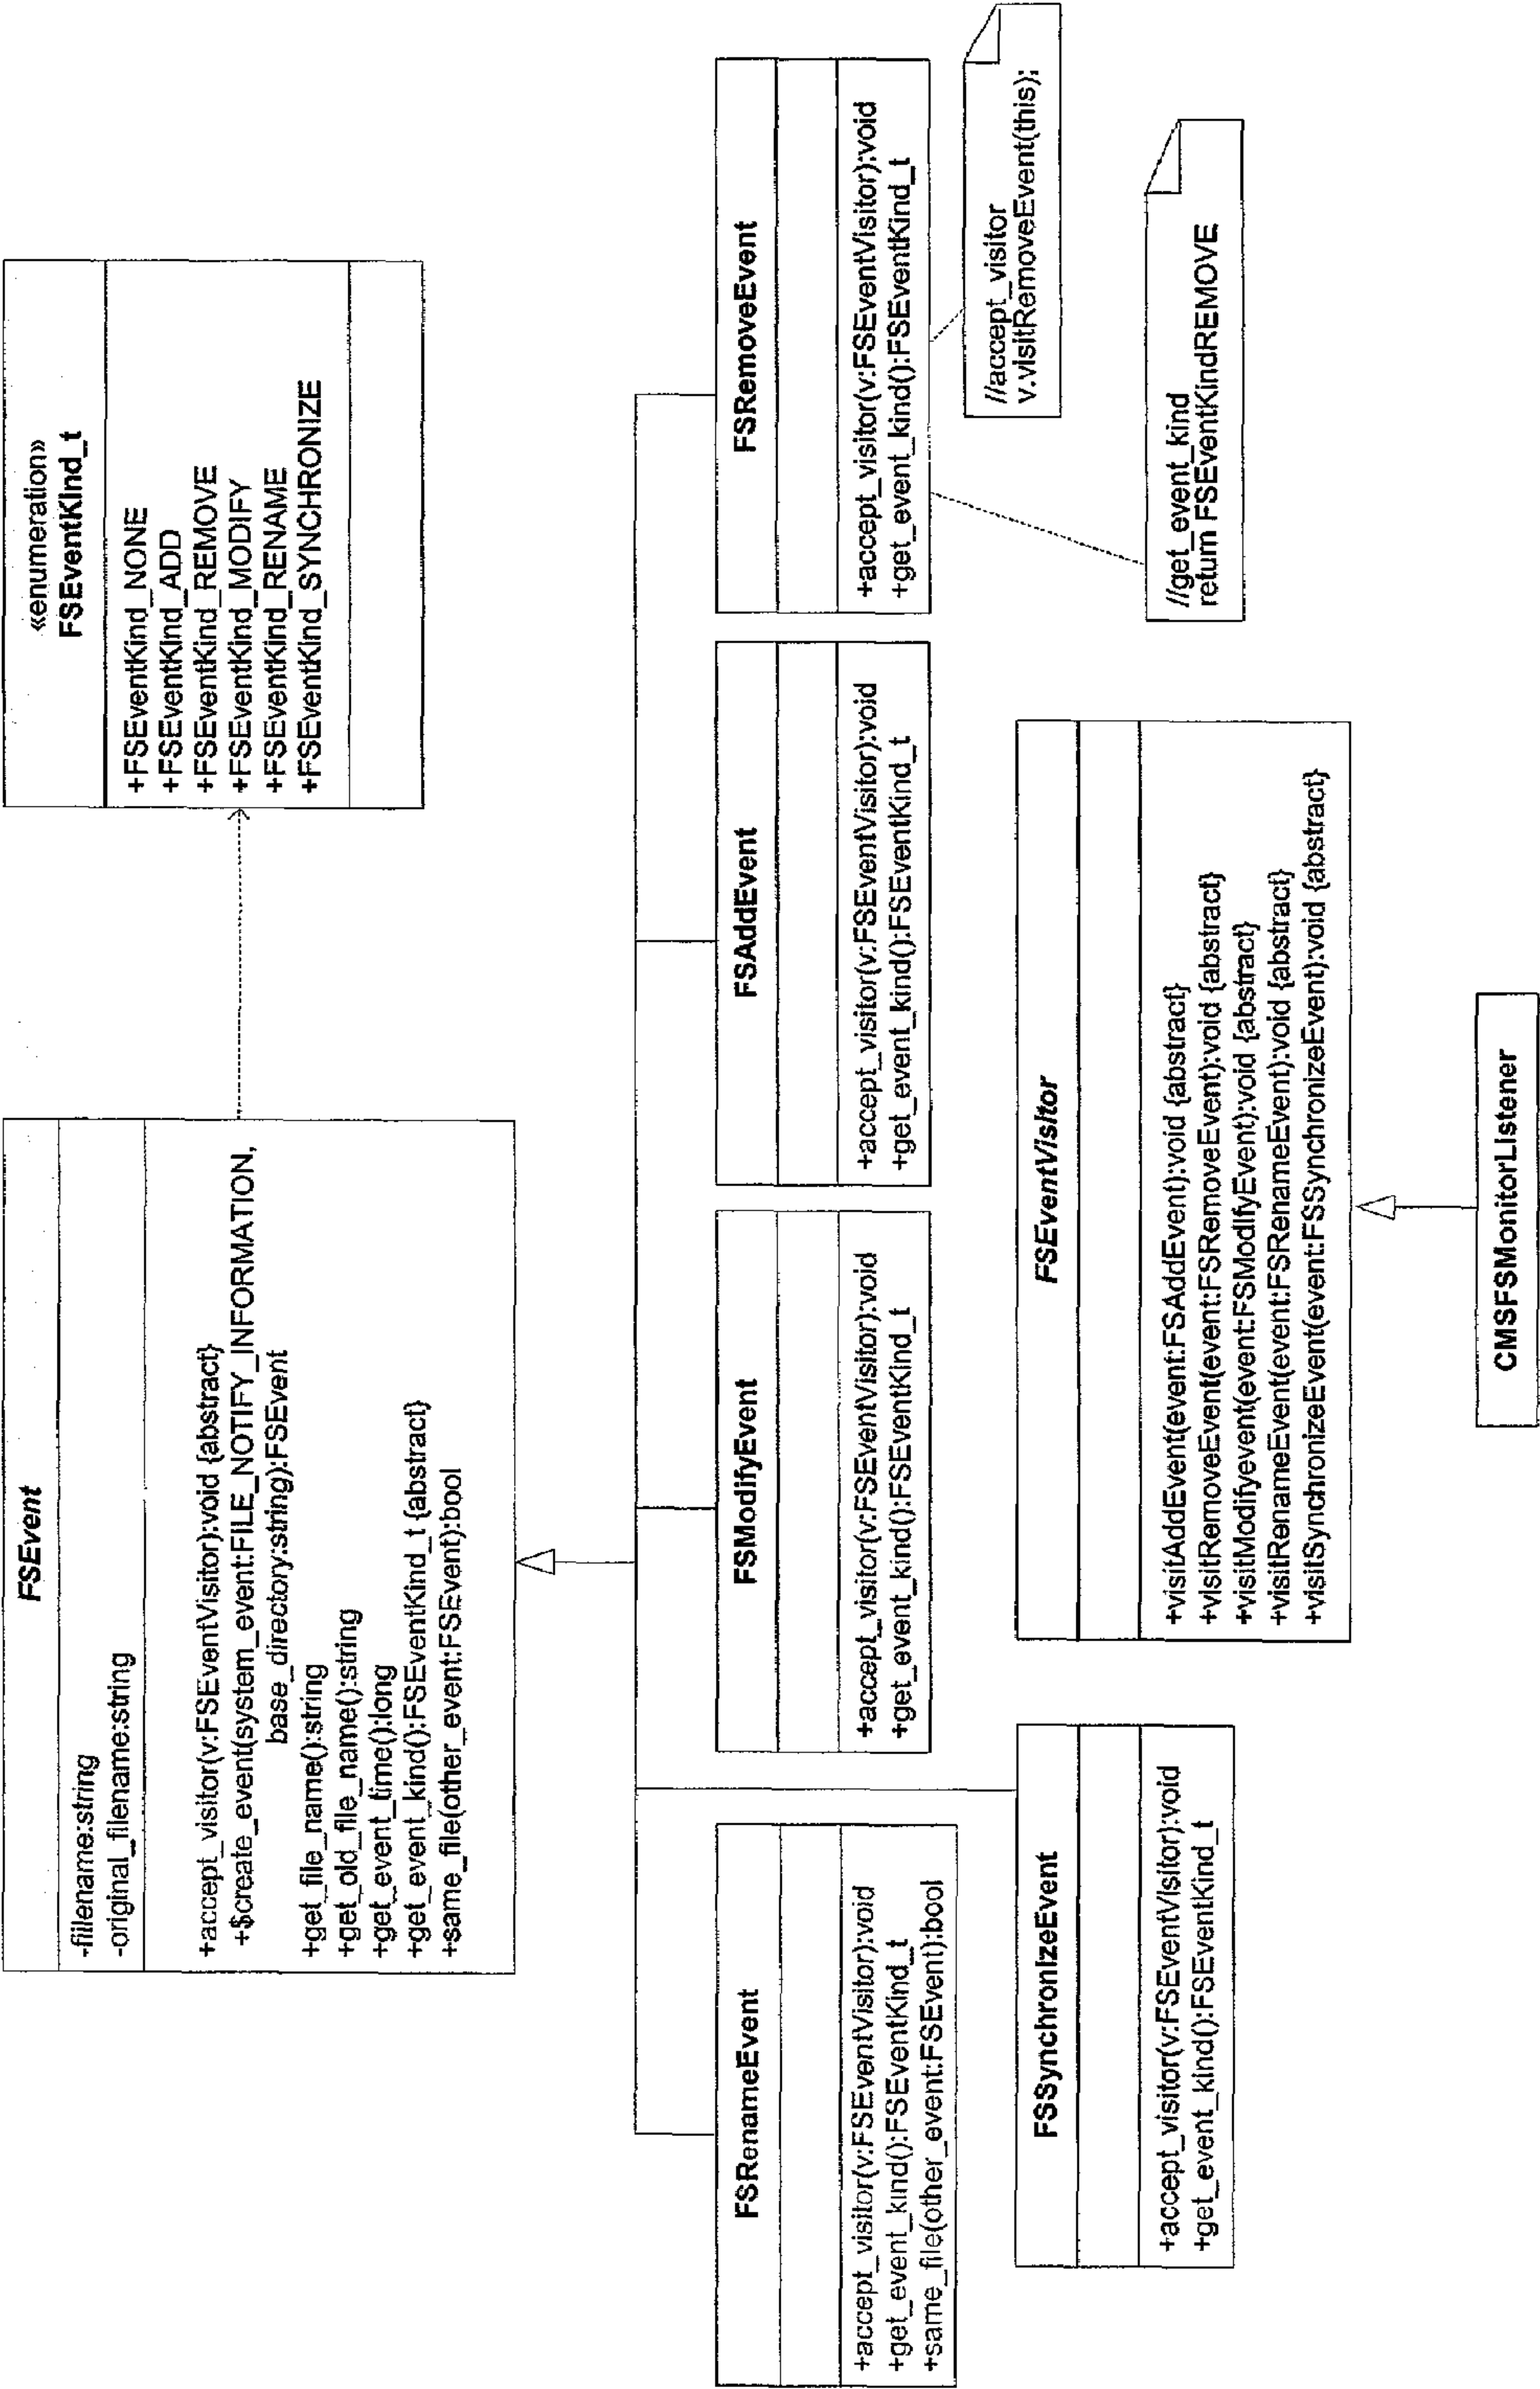 FSEvent
-fillename:string
-original_filename:string
+accept_visitor(v:FSEventVisitor):void {abstract}
+$create_event(system_event:FILE_NOTIFY_INFORMATION,
base_directory:string):FSEvent
+get_file_name():string
+get_old_file_name():string
+get_event_time():long
+get_event_kind():FSEventKind_t {abstract}
+same_file(other_event:FSEvent):bool
«enumeration»
FSEventKind_t
+FSEventKind_NONE
+FSEventKind_ADD
+FSEventKind_REMOVE
+FSEventKind_MODIFY
+FSEventKind_RENAME
+FSEventKind_SYNCHRONIZE
FSRenameEvent
+accept_visitor(v:FSEventVisitor):void
+get_event_kind():FSEventKind_t
+same_file(other_event:FSEvent):bool
FSModifyEvent
+accept_visitor(v:FSEventVisitor):void
+get_event_kind():FSEventKind_t
FSAddEvent
+accept_visitor(v:FSEventVisitor):void
+get_event_kind():FSEventKind_t
FSRemoveEvent
+accept_visitor(v:FSEventVisitor):void
+get_event_kind():FSEventKind_t
//accept_visitor
v.visitRemoveEvent(this);
//get_event_kind
return FSEventKindREMOVE
FSSynchronizeEvent
+accept_visitor(v:FSEventVisitor):void
+get_event_kind():FSEventKind_t
FSEventVisitor
+visitAddEvent(event:FSAddEvent):void {abstract}
+visitRemoveEvent(event:FSRemoveEvent):void {abstract}
+visitModifyevent(event:FSModifyEvent):void {abstract}
+visitRenameEvent(event:FSRenameEvent):void {abstract}
+visitSynchronizeEvent(event:FSSynchronizeEvent):void {abstract}
CMSFSMonitorListener